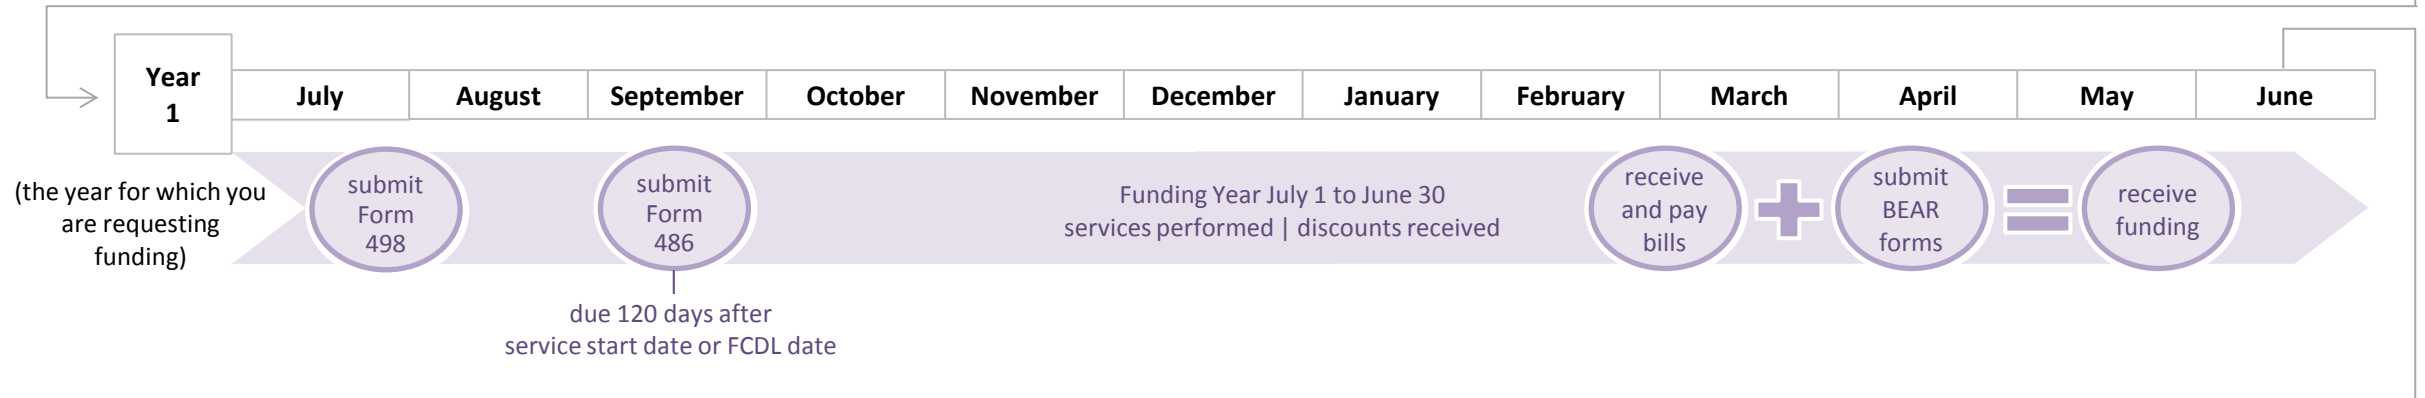 Year
1
July August September October November December January February March April May June
(the year for which you
are requesting
funding)
submit
Form
498
submit
Form
486
due 120 days after
service start date or FCDL date
Funding Year July 1 to June 30
services performed | discounts received
receive
and pay
bills
submit
BEAR
forms
receive
funding